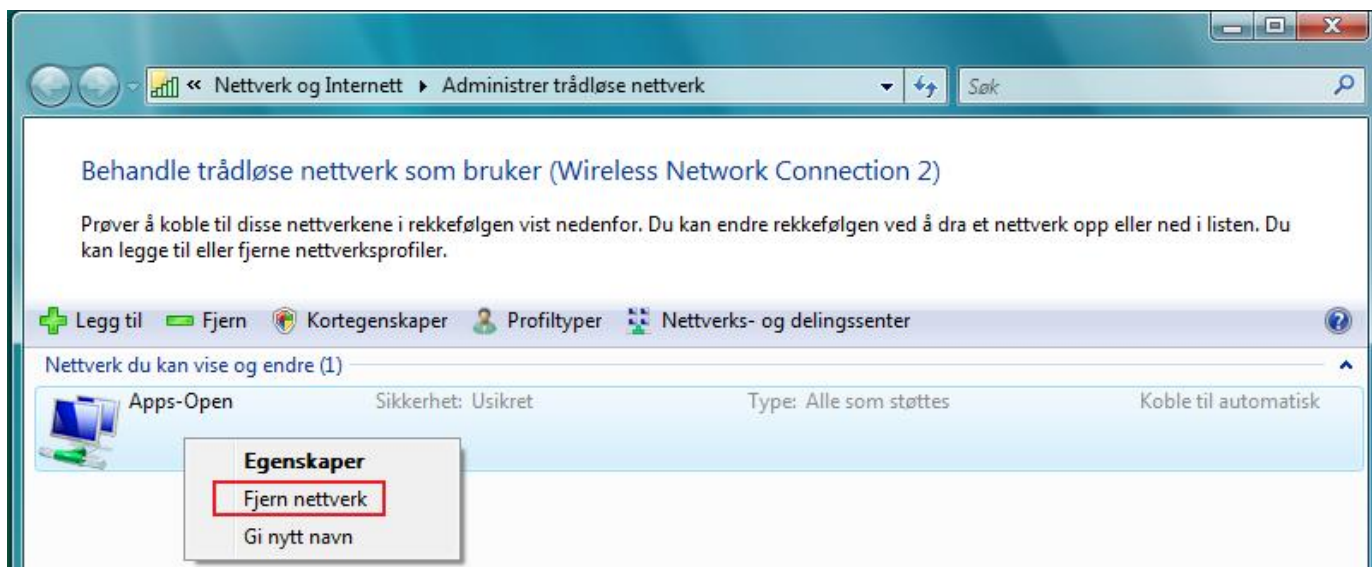 « Nettverk og Internett Administrer trådløse nettverk Søk
Behandle trådløse nettverk som bruker (Wireless Network Connection 2)
Prøver å koble til disse nettverkene i rekkefølgen vist nedenfor. Du kan endre rekkefølgen ved å dra et nettverk opp eller ned i listen. Du
kan legge til eller fjerne nettverksprofiler.
Legg til Fjern Kortegenskaper Profiltyper Nettverks- og delingssenter
Nettverk du kan vise og endre (1)
Apps-Open Sikkerhet: Usikret Type: Alle som støttes Koble til automatisk
Egenskaper
Fjern nettverk
Gi nytt navn